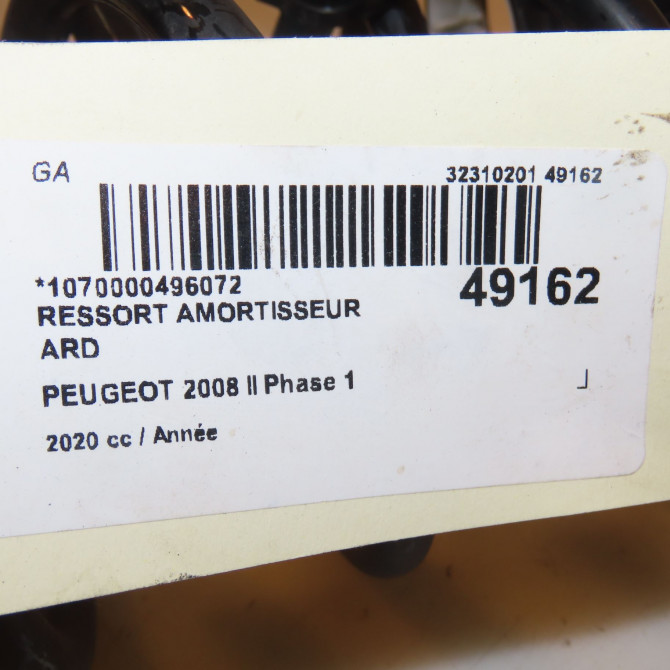 GA 32310201 49162
*1070000496072 49162
RESSORT AMORTISSEUR
ARD
PEUGEOT 2008 II Phase 1
2020 cc / Année